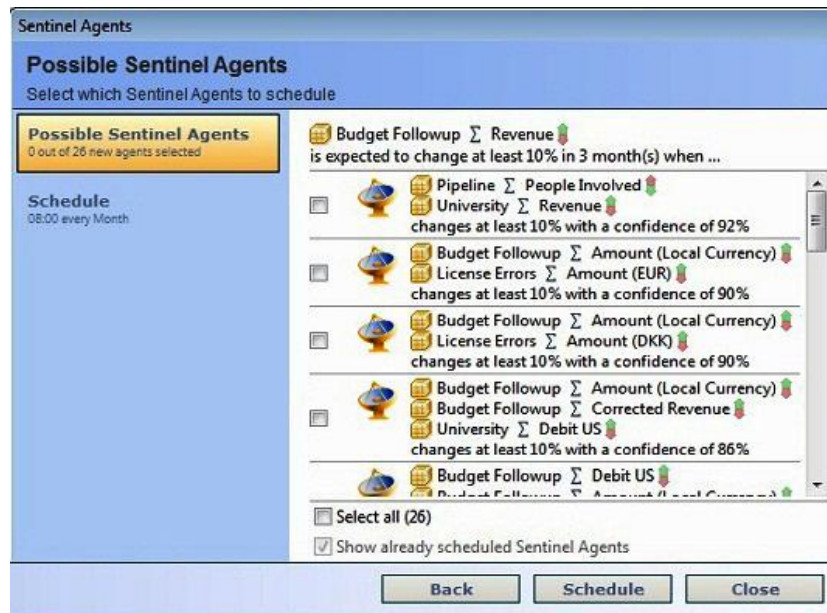 Sentinel Agents
Possible Sentinel Agents
Select which Sentinel Agents to schedule
Possible Sentinel Agents
0 out of 26 new agents selected
Schedule
08:00 every Month
Budget Followup Σ Revenue
is expected to change at least 10% in 3 month(s) when ...
Pipeline Σ People Involved
University Σ Revenue
changes at least 10% with a confidence of 92%
Budget Followup Σ Amount (Local Currency)
License Errors Σ Amount (EUR)
changes at least 10% with a confidence of 90%
Budget Followup Σ Amount (Local Currency)
License Errors Σ Amount (DKK)
changes at least 10% with a confidence of 90%
Budget Followup Σ Amount (Local Currency)
Budget Followup Σ Corrected Revenue
University Σ Debit US
changes at least 10% with a confidence of 86%
Budget Followup Σ Debit US
Budget Followup Σ Amount (Local Currency)
Select all (26)
Show already scheduled Sentinel Agents
Back
Schedule
Close